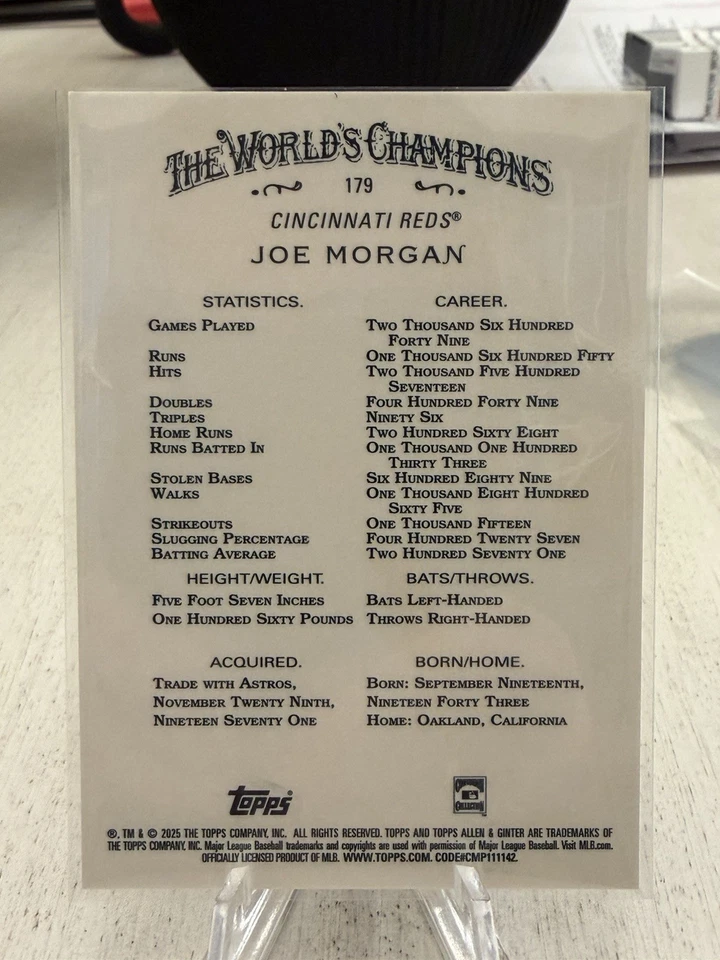 THE WORLD'S CHAMPIONS
179
CINCINNATI REDS®
JOE MORGAN
STATISTICS. CAREER.
GAMES PLAYED TWO THOUSAND SIX HUNDRED
FORTY NINE
RUNS ONE THOUSAND SIX HUNDRED FIFTY
HITS TWO THOUSAND FIVE HUNDRED
SEVENTEEN
DOUBLES FOUR HUNDRED FORTY NINE
TRIPLES NINETY SIX
HOME RUNS TWO HUNDRED SIXTY EIGHT
RUNS BATTED IN ONE THOUSAND ONE HUNDRED
THIRTY THREE
STOLEN BASES SIX HUNDRED EIGHTY NINE
WALKS ONE THOUSAND EIGHT HUNDRED
SIXTY FIVE
STRIKEOUTS ONE THOUSAND FIFTEEN
SLUGGING PERCENTAGE FOUR HUNDRED TWENTY SEVEN
BATTING AVERAGE TWO HUNDRED SEVENTY ONE
HEIGHT/WEIGHT. BATS/THROWS.
FIVE FOOT SEVEN INCHES BATS LEFT-HANDED
ONE HUNDRED SIXTY POUNDS THROWS RIGHT-HANDED
ACQUIRED. BORN/HOME.
TRADE WITH ASTROS, BORN: SEPTEMBER NINETEENTH,
NOVEMBER TWENTY NINTH, NINETEEN FORTY THREE
NINETEEN SEVENTY ONE HOME: OAKLAND, CALIFORNIA
topps® COOPERSTOWN COLLECTION
®, TM & © 2025 THE TOPPS COMPANY, INC. ALL RIGHTS RESERVED. TOPPS AND TOPPS ALLEN & GINTER ARE TRADEMARKS OF
THE TOPPS COMPANY, INC. Major League Baseball trademarks and copyrights are used with permission of Major League Baseball. Visit MLB.com.
OFFICIALLY LICENSED PRODUCT OF MLB. WWW.TOPPS.COM. CODE#CMP111142.